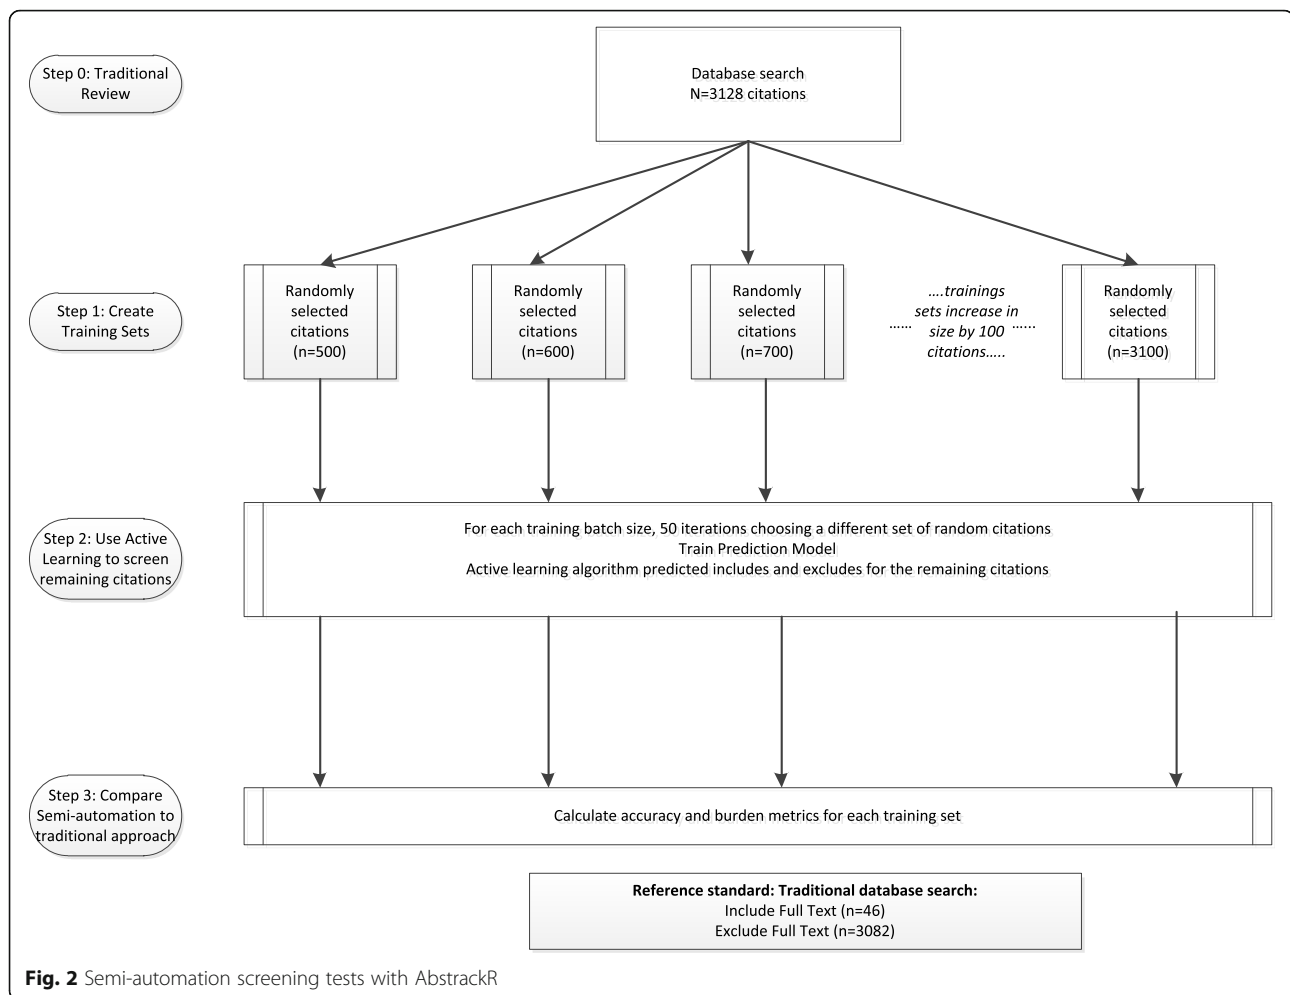 Step 0: Traditional
Review
Database search
N=3128 citations
Step 1: Create
Training Sets
Randomly
selected
citations
(n=500)
Randomly
selected
citations
(n=600)
Randomly
selected
citations
(n=700)
....trainings
sets increase in
...... size by 100 ......
citations.....
Randomly
selected
citations
(n=3100)
Step 2: Use Active
Learning to screen
remaining citations
For each training batch size, 50 iterations choosing a different set of random citations
Train Prediction Model
Active learning algorithm predicted includes and excludes for the remaining citations
Step 3: Compare
Semi-automation to
traditional approach
Calculate accuracy and burden metrics for each training set
Reference standard: Traditional database search:
Include Full Text (n=46)
Exclude Full Text (n=3082)
Fig. 2 Semi-automation screening tests with AbstrackR